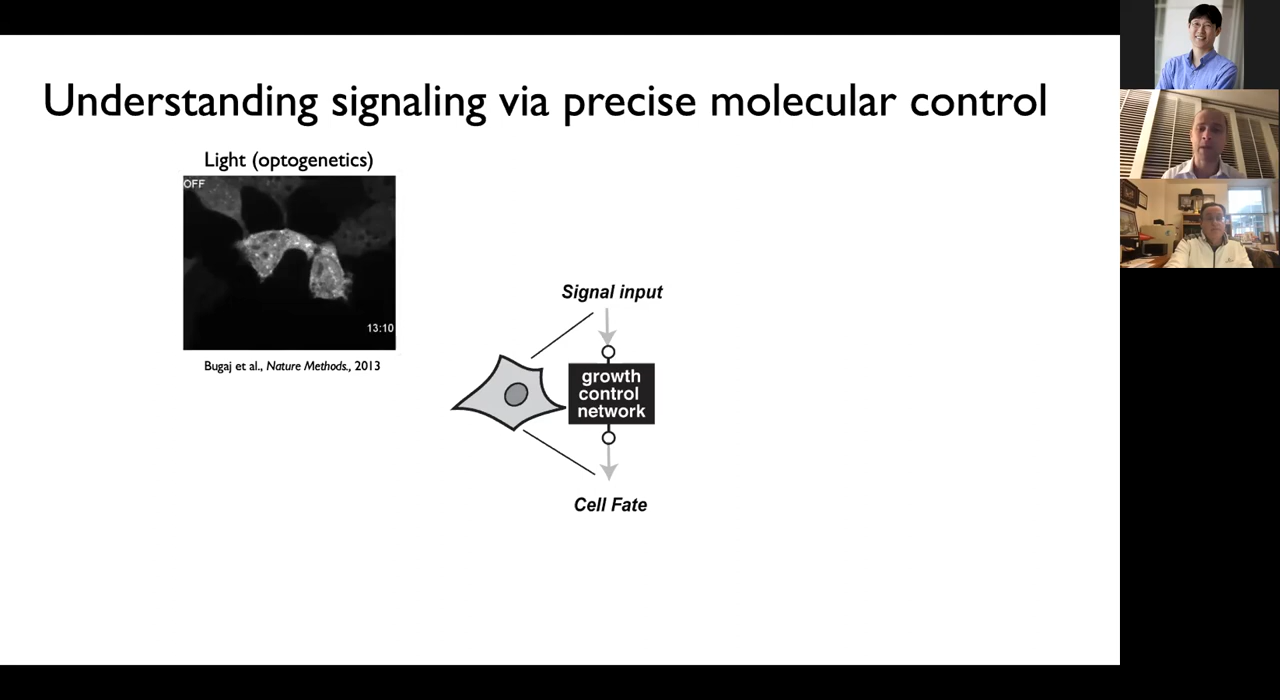 Understanding signaling via precise molecular control
Light (optogenetics)
OFF
13:10
Bugaj et al., Nature Methods., 2013
Signal input
growth
control
network
Cell Fate